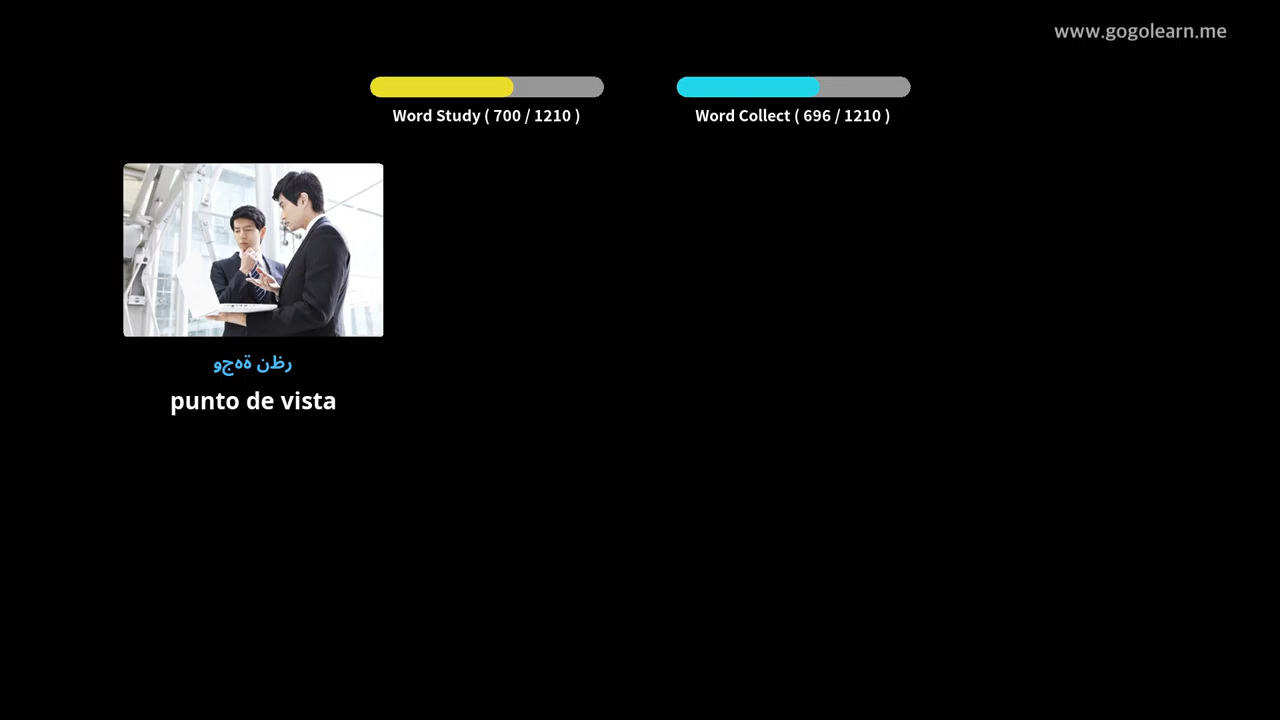 www.gogolearn.me
Word Study ( 700 / 1210 )
Word Collect ( 696 / 1210 )
رظن ةهجو
punto de vista